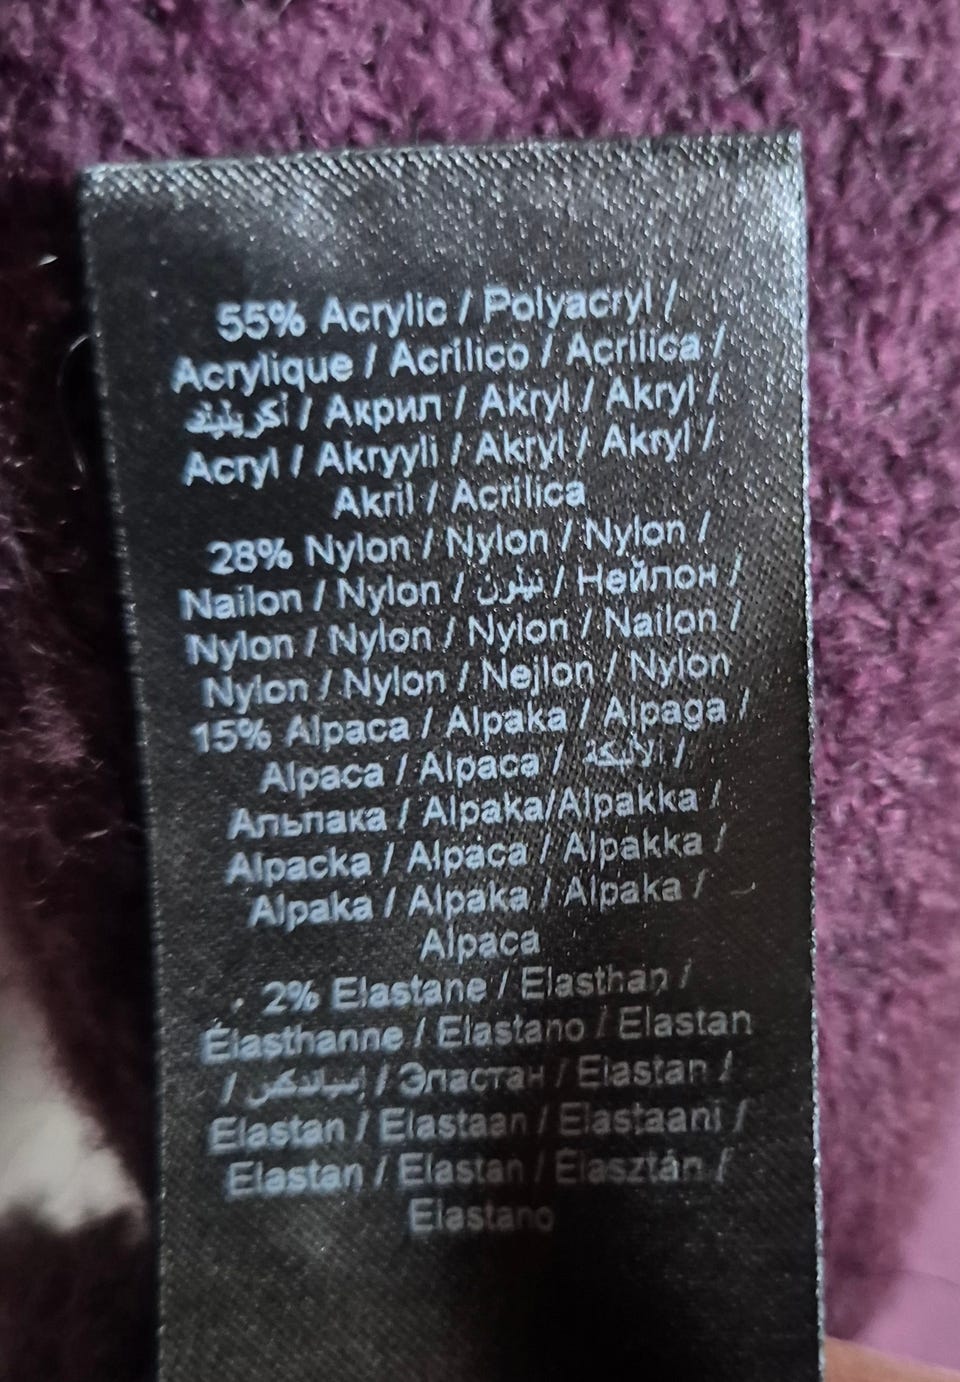 55% Acrylic / Polyacryl /
Acrylique / Acrilico / Acrilica /
أكريليك / Акрил / Akryl / Akryl /
Acryl / Akryyli / Akryl / Akryl /
Akril / Acrilica
28% Nylon / Nylon / Nylon /
Nailon / Nylon / نيلون / Нейлон /
Nylon / Nylon / Nylon / Nailon /
Nylon / Nylon / Nejlon / Nylon
15% Alpaca / Alpaka / Alpaga /
Alpaca / Alpaca / الألبكة /
Альпака / Alpaka/Alpakka /
Alpacka / Alpaca / Alpakka /
Alpaka / Alpaka / Alpaka /
Alpaca
2% Elastane / Elasthan /
Élasthanne / Elastano / Elastan
/ / Эластан / Elastan /
Elastan / Elastaan / Elastaani /
Elastan / Elastan / Elasztán /
Elastano